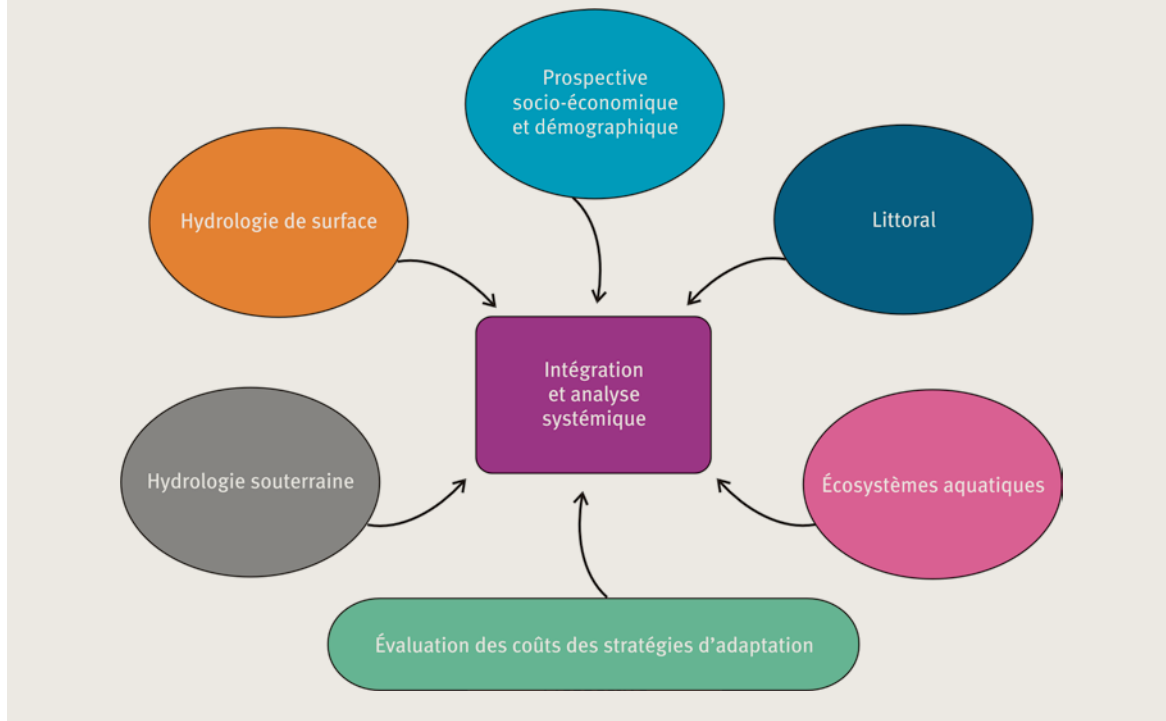 Prospective
socio-économique
et démographique
Hydrologie de surface
Littoral
Intégration
et analyse
systémique
Hydrologie souterraine
Écosystèmes aquatiques
Évaluation des coûts des stratégies d’adaptation